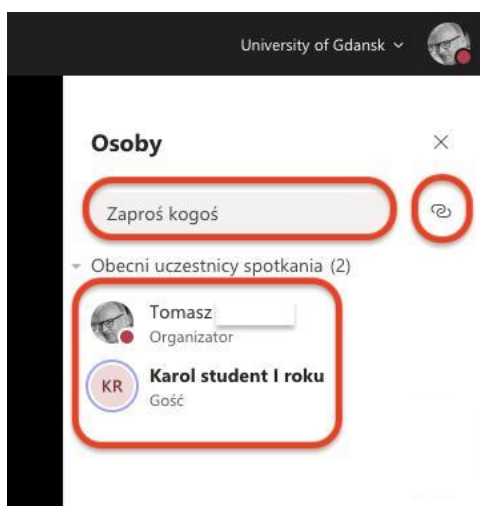 University of Gdansk
Osoby
Zaproś kogoś
Obecni uczestnicy spotkania (2)
Tomasz
Organizator
KR
Karol student I roku
Gość